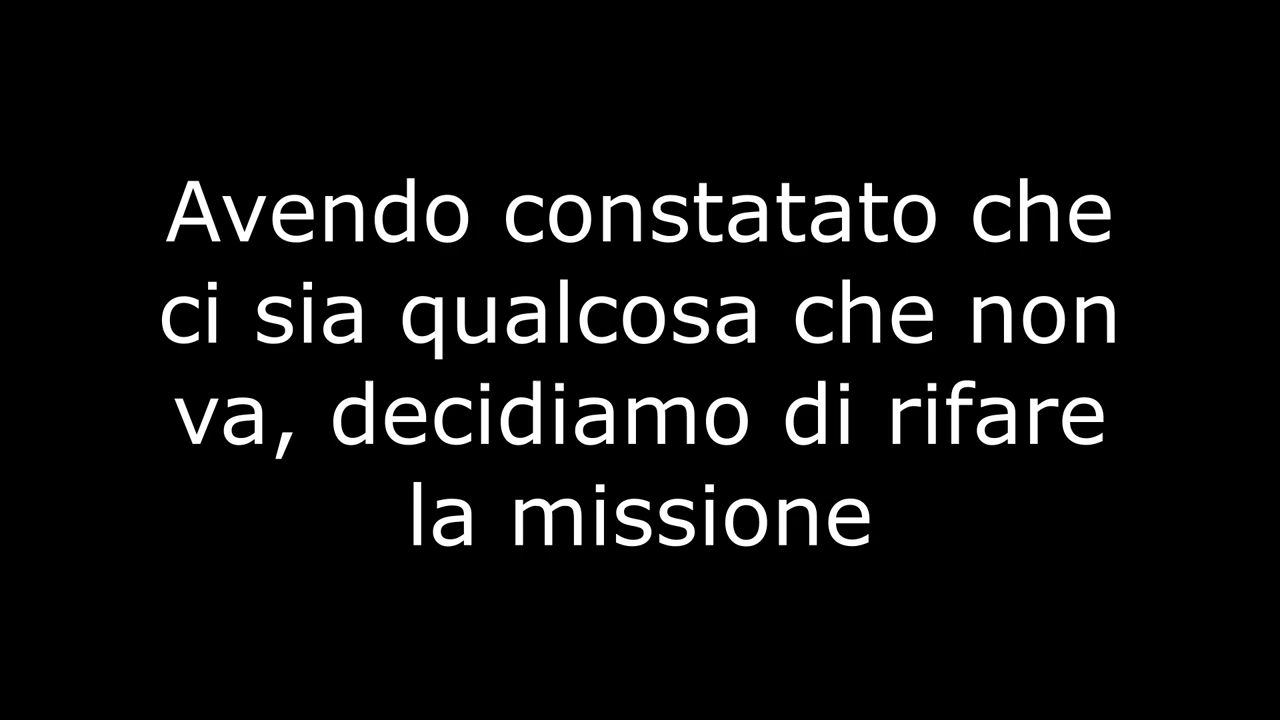 Avendo constatato che
ci sia qualcosa che non
va, decidiamo di rifare
la missione